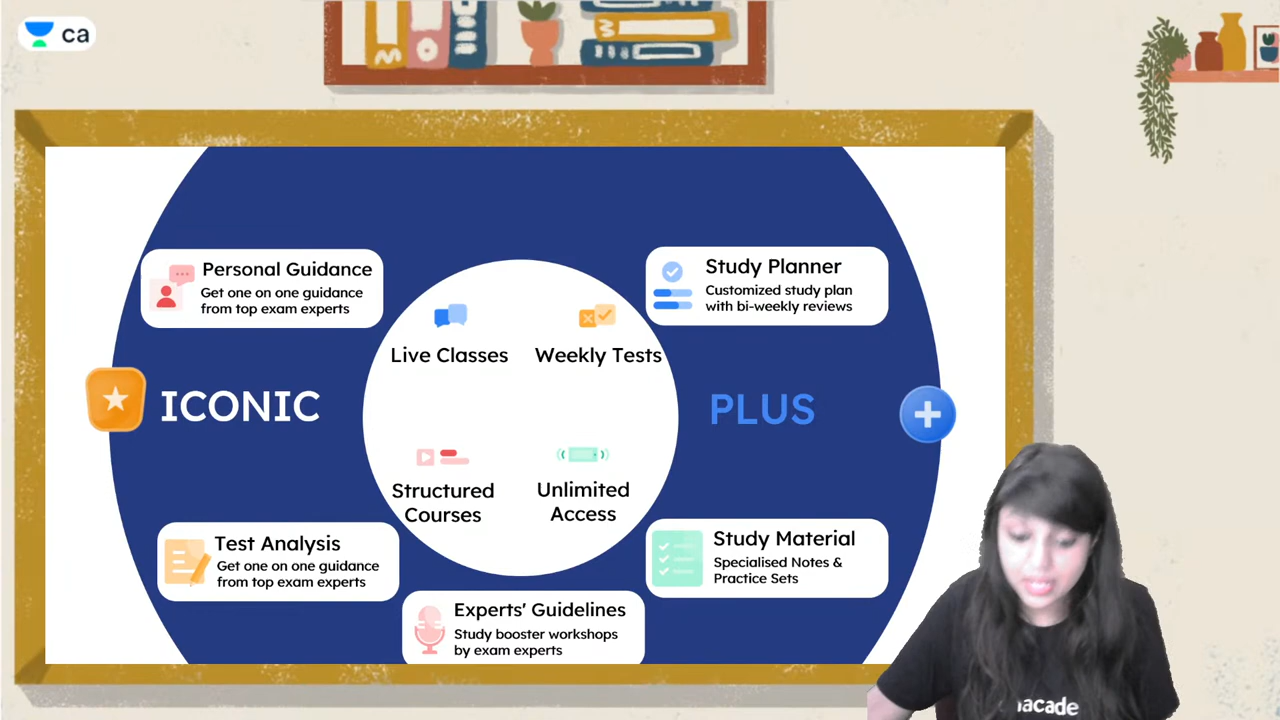 ca
Personal Guidance
Get one on one guidance
from top exam experts
Study Planner
Customized study plan
with bi-weekly reviews
Live Classes
Weekly Tests
ICONIC
PLUS
Structured
Courses
Unlimited
Access
Test Analysis
Get one on one guidance
from top exam experts
Study Material
Specialised Notes &
Practice Sets
Experts' Guidelines
Study booster workshops
by exam experts